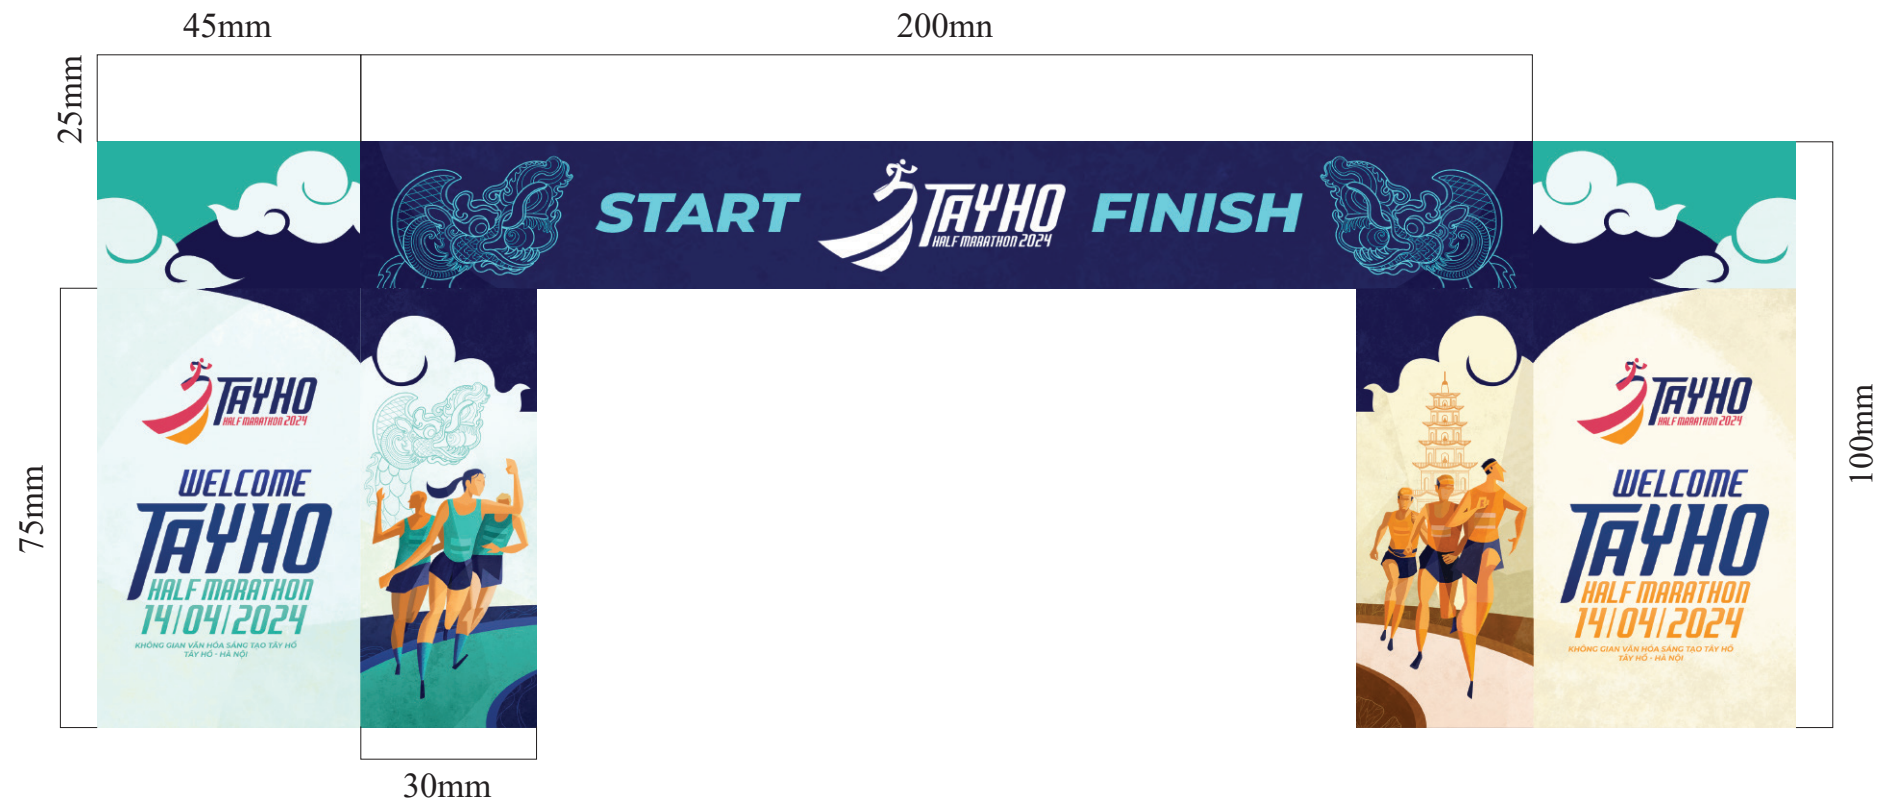 45mm
200mn
25mm
START
TAYHO
HALF MARATHON 2024
FINISH
TAYHO
HALF MARATHON 2024
WELCOME
TAYHO
HALF MARATHON
14|04|2024
KHÔNG GIAN VĂN HÓA SÁNG TẠO TÂY HỒ
TÂY HỒ - HÀ NỘI
TAYHO
HALF MARATHON 2024
WELCOME
TAYHO
HALF MARATHON
14|04|2024
KHÔNG GIAN VĂN HÓA SÁNG TẠO TÂY HỒ
TÂY HỒ - HÀ NỘI
75mm
100mm
30mm